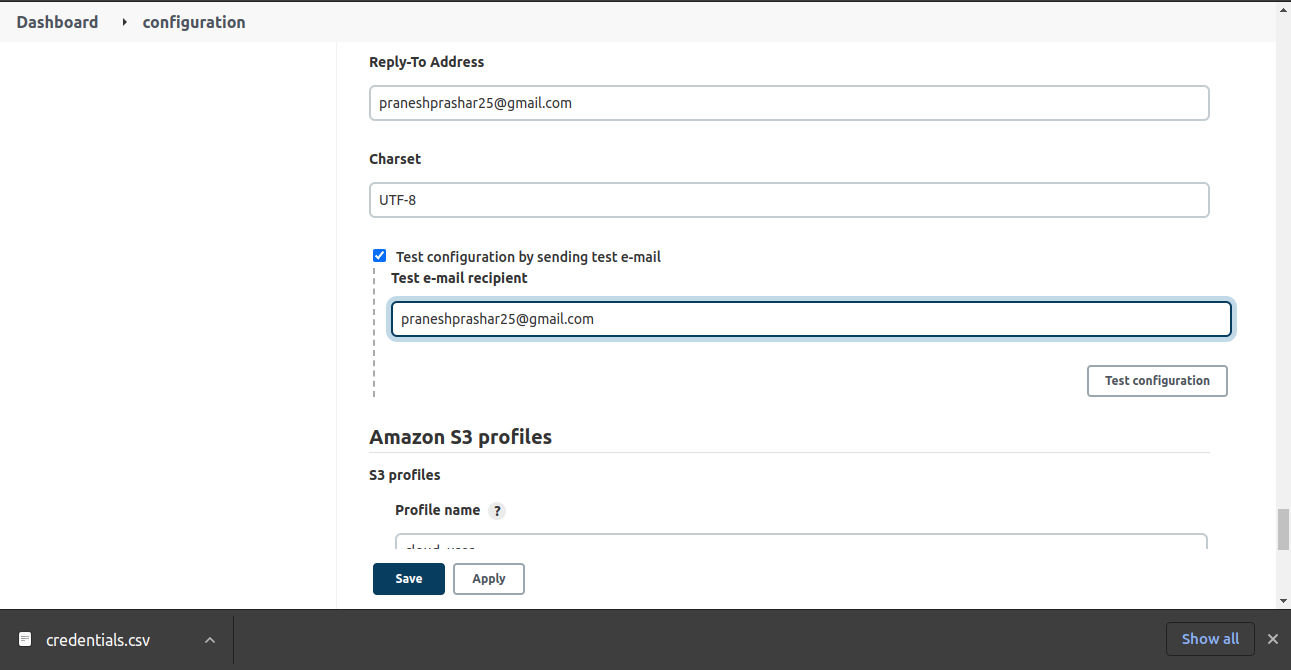 Dashboard configuration
Reply-To Address
praneshprashar25@gmail.com
Charset
UTF-8
Test configuration by sending test e-mail
Test e-mail recipient
praneshprashar25@gmail.com
Test configuration
Amazon S3 profiles
S3 profiles
Profile name ?
Save Apply
credentials.csv Show all